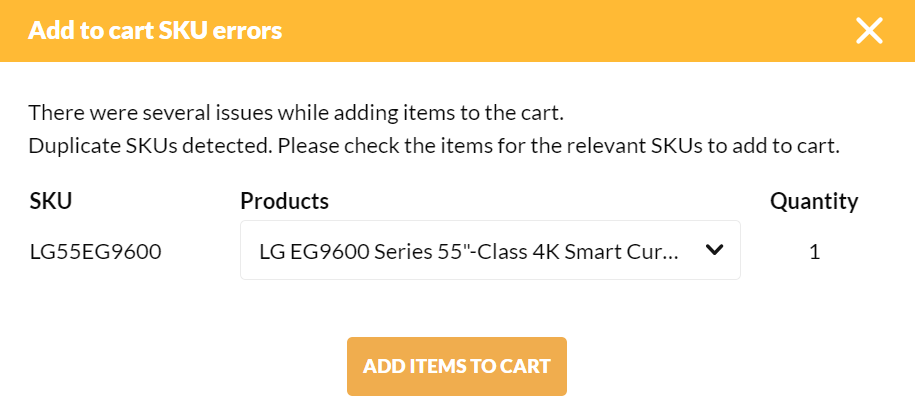 Add to cart SKU errors
There were several issues while adding items to the cart.
Duplicate SKUs detected. Please check the items for the relevant SKUs to add to cart.
SKU Products Quantity
LG55EG9600 LG EG9600 Series 55"-Class 4K Smart Cur... 1
ADD ITEMS TO CART